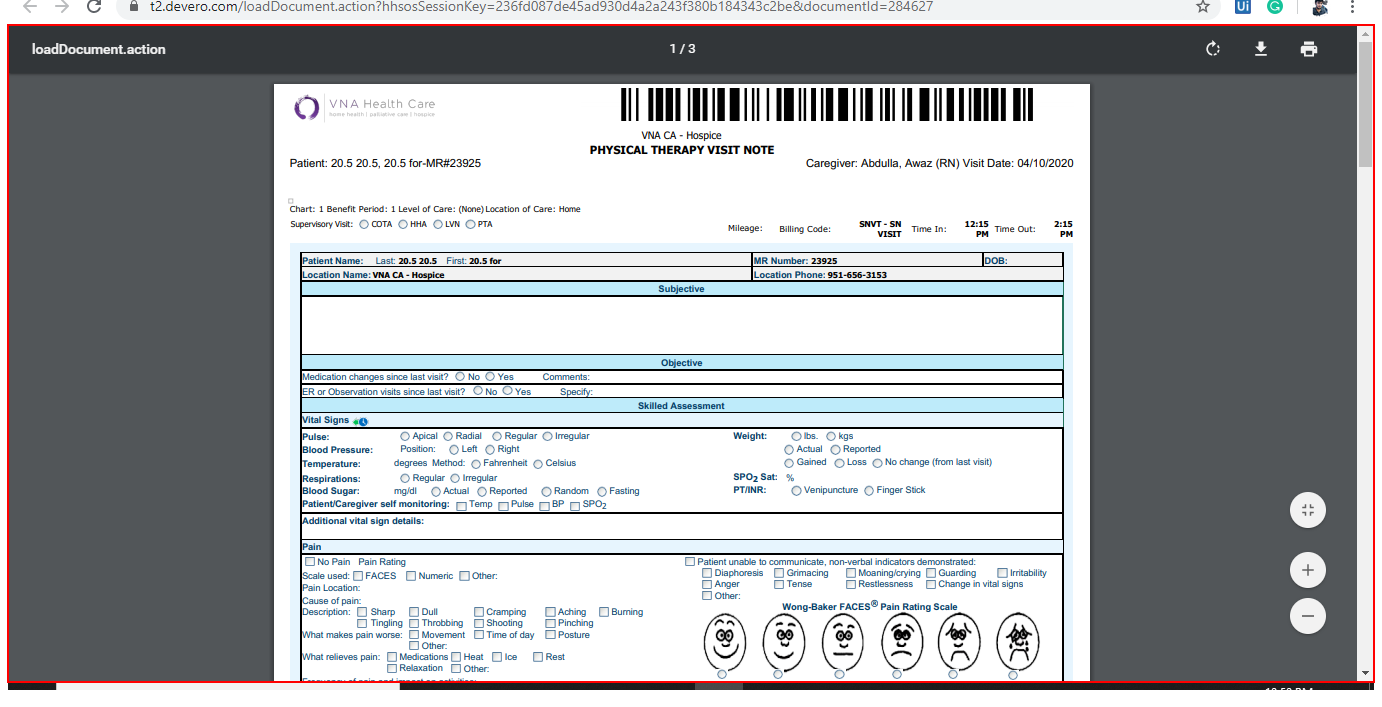 t2.devero.com/loadDocument.action?hhsosSessionKey=236fd087de45ad930d4a2a243f380b184343c2be&documentId=284627
Ui G
loadDocument.action 1 / 3
VNA Health Care
home health | palliative care | hospice
VNA CA - Hospice
PHYSICAL THERAPY VISIT NOTE
Patient: 20.5 20.5, 20.5 for-MR#23925 Caregiver: Abdulla, Awaz (RN) Visit Date: 04/10/2020
Chart: 1 Benefit Period: 1 Level of Care: (None) Location of Care: Home
Supervisory Visit: COTA HHA LVN PTA
Mileage: Billing Code: SNVT - SN VISIT Time In: 12:15 PM Time Out: 2:15 PM
Patient Name: Last: 20.5 20.5 First: 20.5 for MR Number: 23925 DOB:
Location Name: VNA CA - Hospice Location Phone: 951-656-3153
Subjective
Objective
Medication changes since last visit? No Yes Comments:
ER or Observation visits since last visit? No Yes Specify:
Skilled Assessment
Vital Signs
Pulse: Apical Radial Regular Irregular Weight: lbs. kgs
Blood Pressure: Position: Left Right Actual Reported
Temperature: degrees Method: Fahrenheit Celsius Gained Loss No change (from last visit)
Respirations: Regular Irregular SPO2 Sat: %
Blood Sugar: mg/dl Actual Reported Random Fasting PT/INR: Venipuncture Finger Stick
Patient/Caregiver self monitoring: Temp Pulse BP SPO2
Additional vital sign details:
Pain
No Pain Pain Rating Patient unable to communicate, non-verbal indicators demonstrated:
Scale used: FACES Numeric Other: Diaphoresis Grimacing Moaning/crying Guarding Irritability
Pain Location: Anger Tense Restlessness Change in vital signs
Cause of pain: Other:
Description: Sharp Dull Cramping Aching Burning Wong-Baker FACES® Pain Rating Scale
Tingling Throbbing Shooting Pinching
What makes pain worse: Movement Time of day Posture
Other:
What relieves pain: Medications Heat Ice Rest
Relaxation Other: